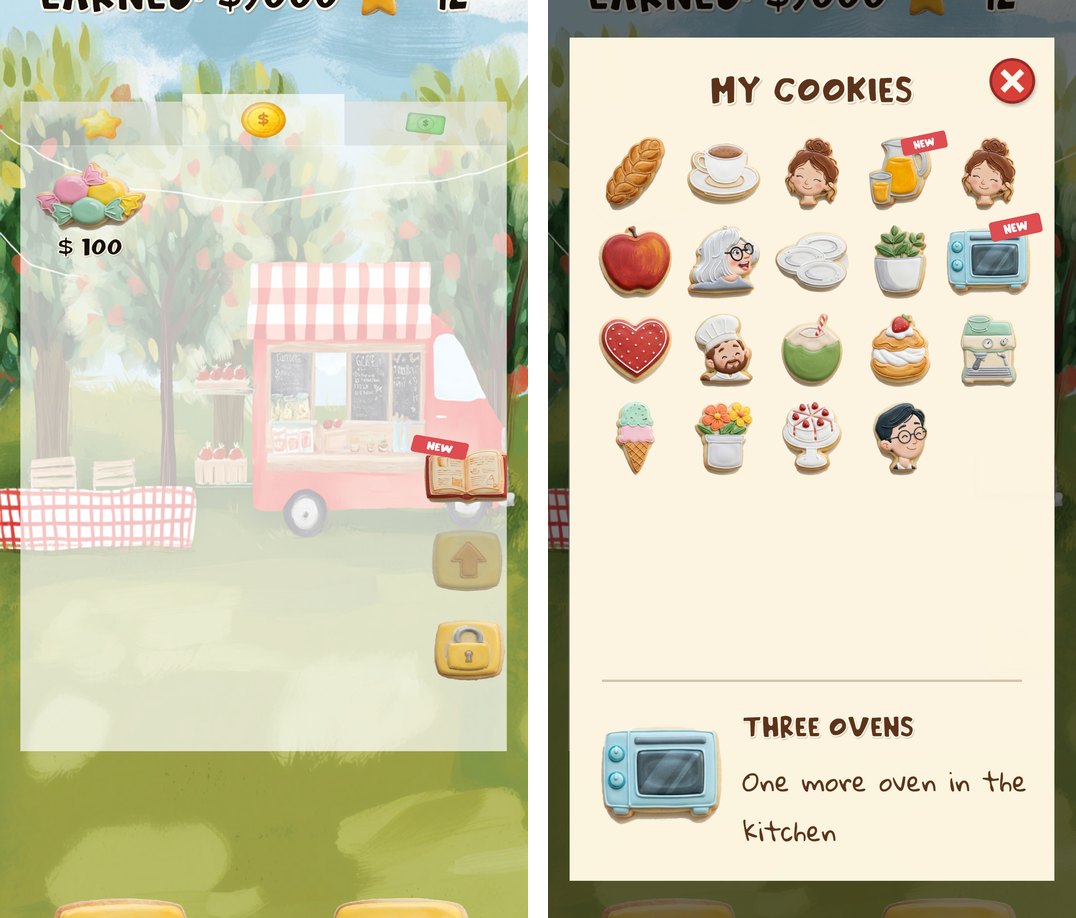 $ 100
NEW
MY COOKIES
NEW
NEW
THREE OVENS
One more oven in the
kitchen